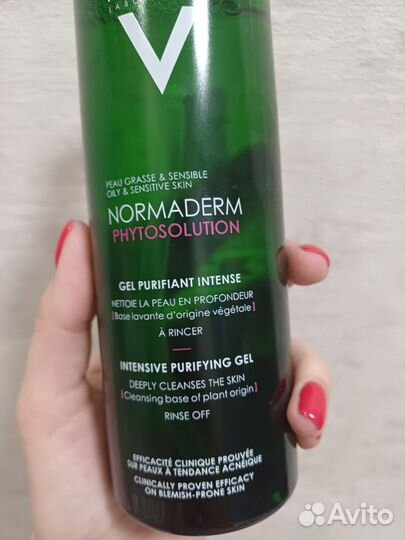 V
PEAU GRASSE & SENSIBLE
OILY & SENSITIVE SKIN
NORMADERM
PHYTOSOLUTION
GEL PURIFIANT INTENSE
NETTOIE LA PEAU EN PROFONDEUR
[Base lavante d'origine végétale]
À RINCER
INTENSIVE PURIFYING GEL
DEEPLY CLEANSES THE SKIN
[Cleansing base of plant origin]
RINSE OFF
EFFICACITÉ CLINIQUE PROUVÉE
SUR PEAUX À TENDANCE ACNÉIQUE
CLINICALLY PROVEN EFFICACY
ON BLEMISH-PRONE SKIN
Avito